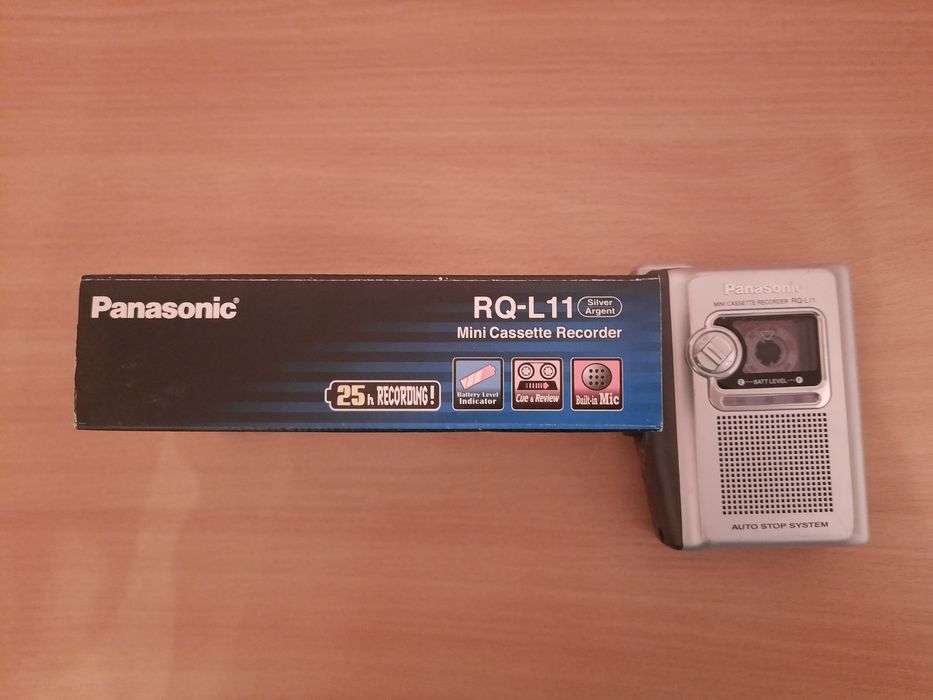 Panasonic®
RQ-L11
Silver
Argent
Mini Cassette Recorder
25h RECORDING!
Battery Level
Indicator
Cue & Review
Built-in Mic
Panasonic
MINI CASSETTE RECORDER RQ-L11
E BATT LEVEL F
AUTO STOP SYSTEM